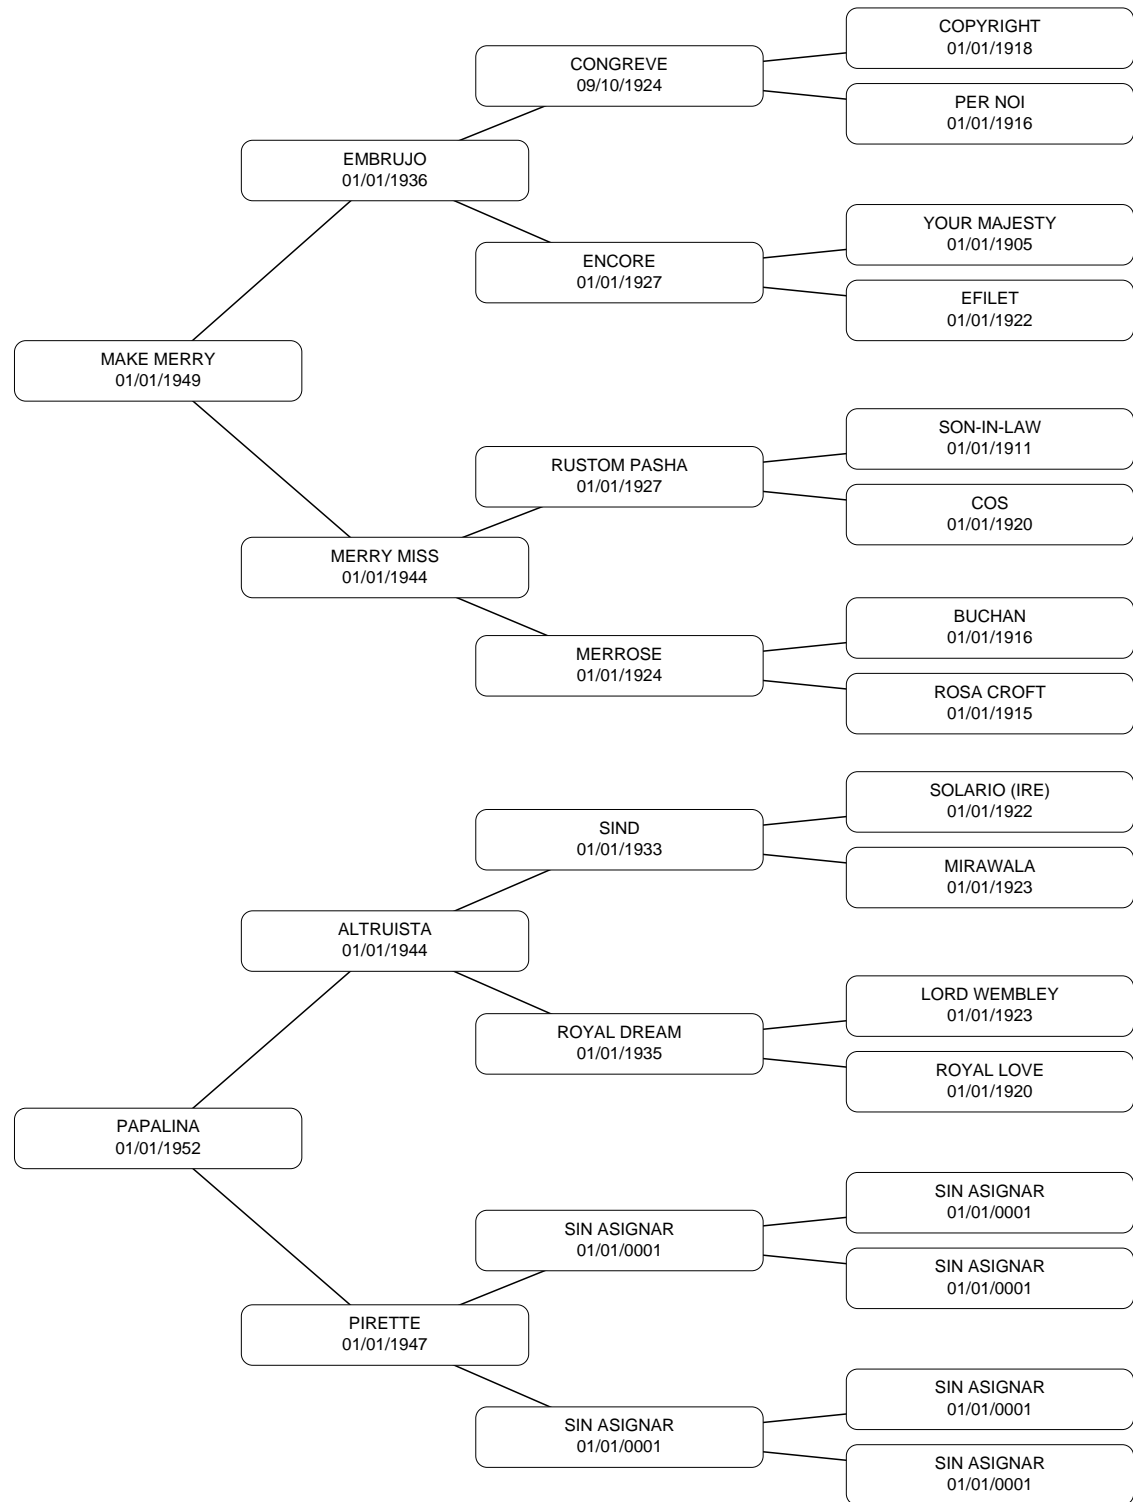 COPYRIGHT
01/01/1918
CONGREVE
09/10/1924
PER NOI
01/01/1916
EMBRUJO
01/01/1936
YOUR MAJESTY
01/01/1905
ENCORE
01/01/1927
EFILET
01/01/1922
MAKE MERRY
01/01/1949
SON-IN-LAW
01/01/1911
RUSTOM PASHA
01/01/1927
COS
01/01/1920
MERRY MISS
01/01/1944
BUCHAN
01/01/1916
MERROSE
01/01/1924
ROSA CROFT
01/01/1915
SOLARIO (IRE)
01/01/1922
SIND
01/01/1933
MIRAWALA
01/01/1923
ALTRUISTA
01/01/1944
LORD WEMBLEY
01/01/1923
ROYAL DREAM
01/01/1935
ROYAL LOVE
01/01/1920
PAPALINA
01/01/1952
SIN ASIGNAR
01/01/0001
SIN ASIGNAR
01/01/0001
SIN ASIGNAR
01/01/0001
PIRETTE
01/01/1947
SIN ASIGNAR
01/01/0001
SIN ASIGNAR
01/01/0001
SIN ASIGNAR
01/01/0001